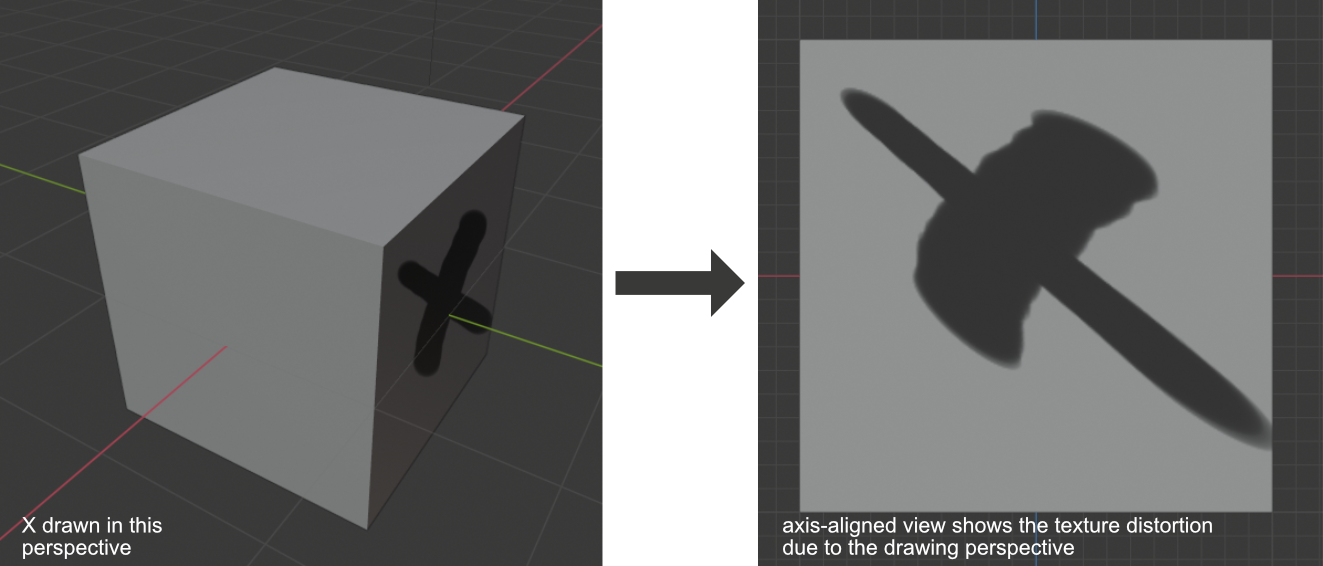 X drawn in this
perspective
axis-aligned view shows the texture distortion
due to the drawing perspective